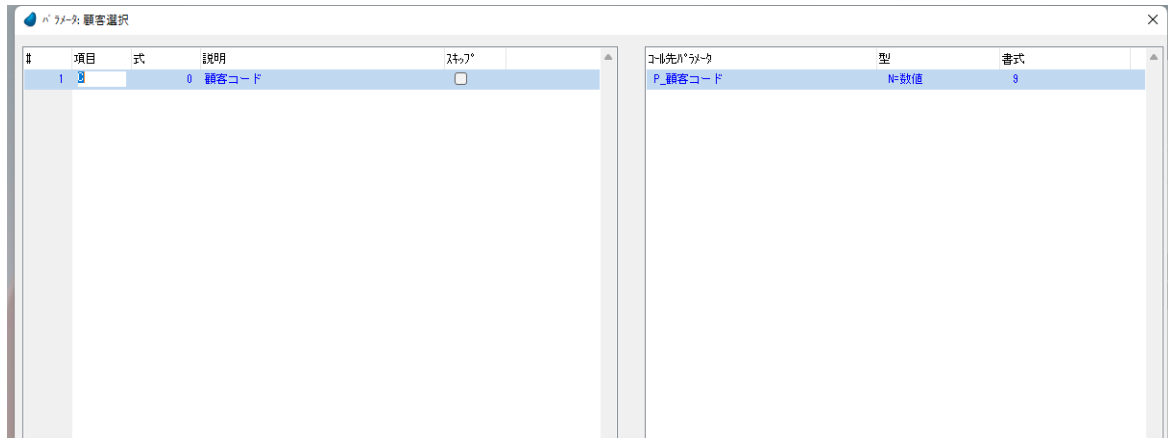 ﾊﾟﾗﾒｰﾀ: 顧客選択
# 項目 式 説明 ｽｷｯﾌﾟ
1 C 0 顧客コード
ｺｰﾙ先ﾊﾟﾗﾒｰﾀ 型 書式
P_顧客コード N=数値 9